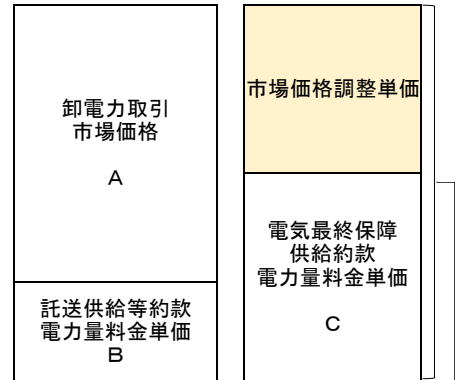 卸電力取引
市場価格
A
託送供給等約款
電力量料金単価
B
市場価格調整単価
電気最終保障
供給約款
電力量料金単価
C